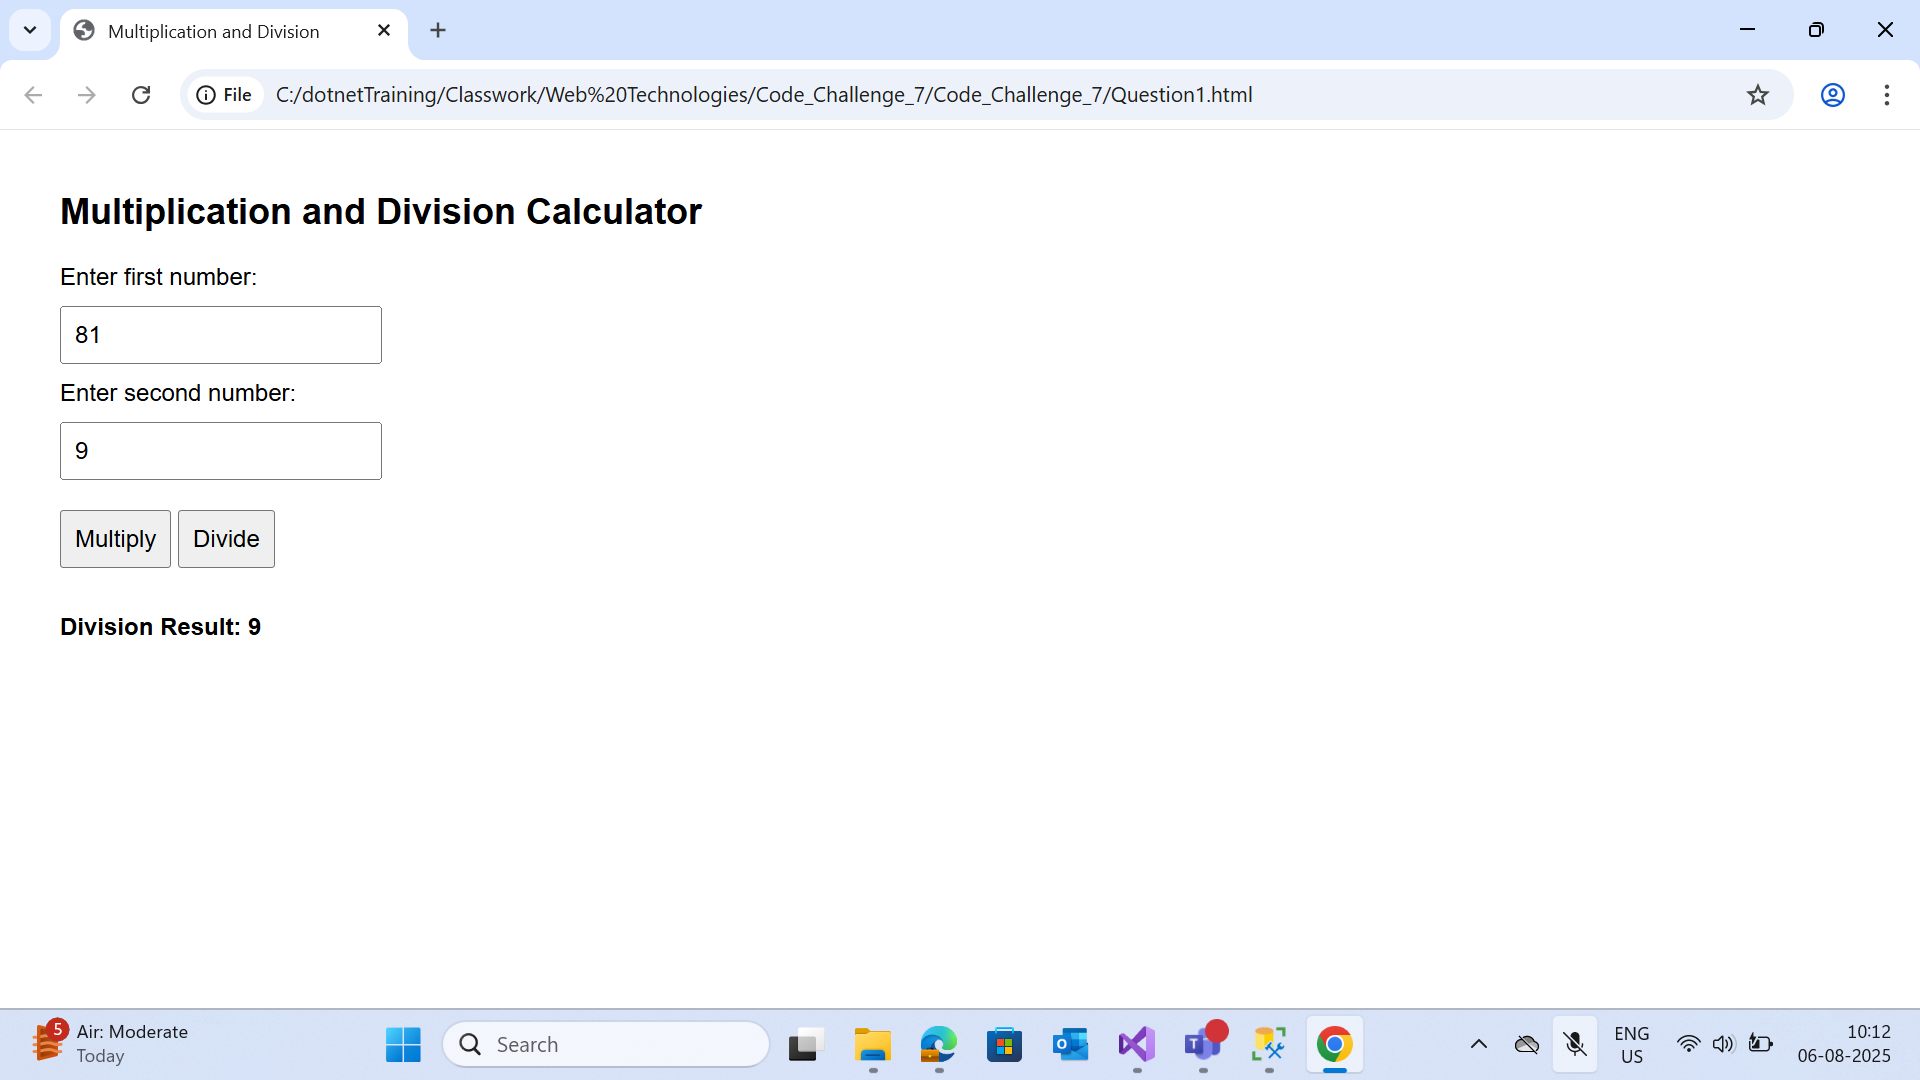 Multiplication and Division
File
C:/dotnetTraining/Classwork/Web%20Technologies/Code_Challenge_7/Code_Challenge_7/Question1.html
Multiplication and Division Calculator
Enter first number:
81
Enter second number:
9
Multiply Divide
Division Result: 9
5
Air: Moderate
Today
Search
ENG
US
10:12
06-08-2025